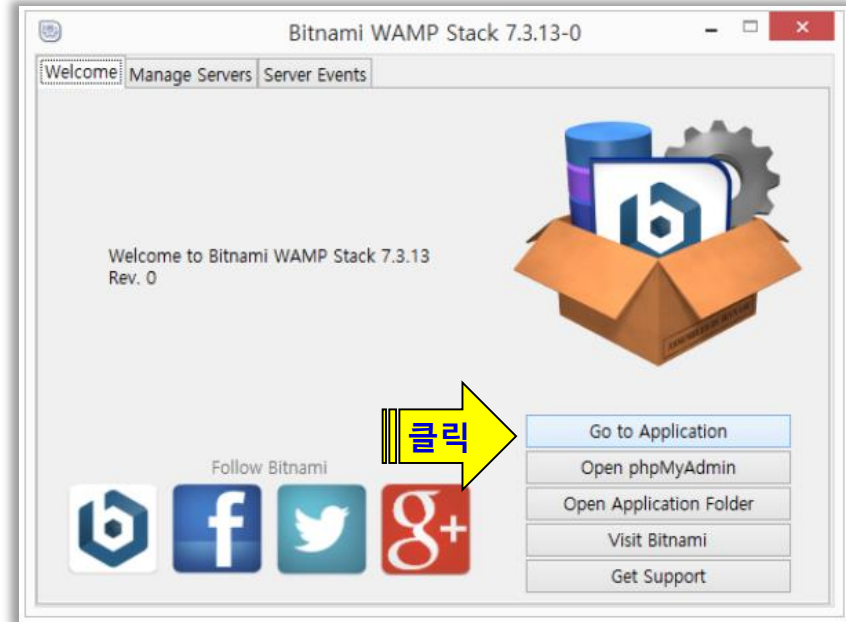 Bitnami WAMP Stack 7.3.13-0
Welcome Manage Servers Server Events
Welcome to Bitnami WAMP Stack 7.3.13
Rev. 0
클릭
Go to Application
Open phpMyAdmin
Open Application Folder
Visit Bitnami
Get Support
Follow Bitnami